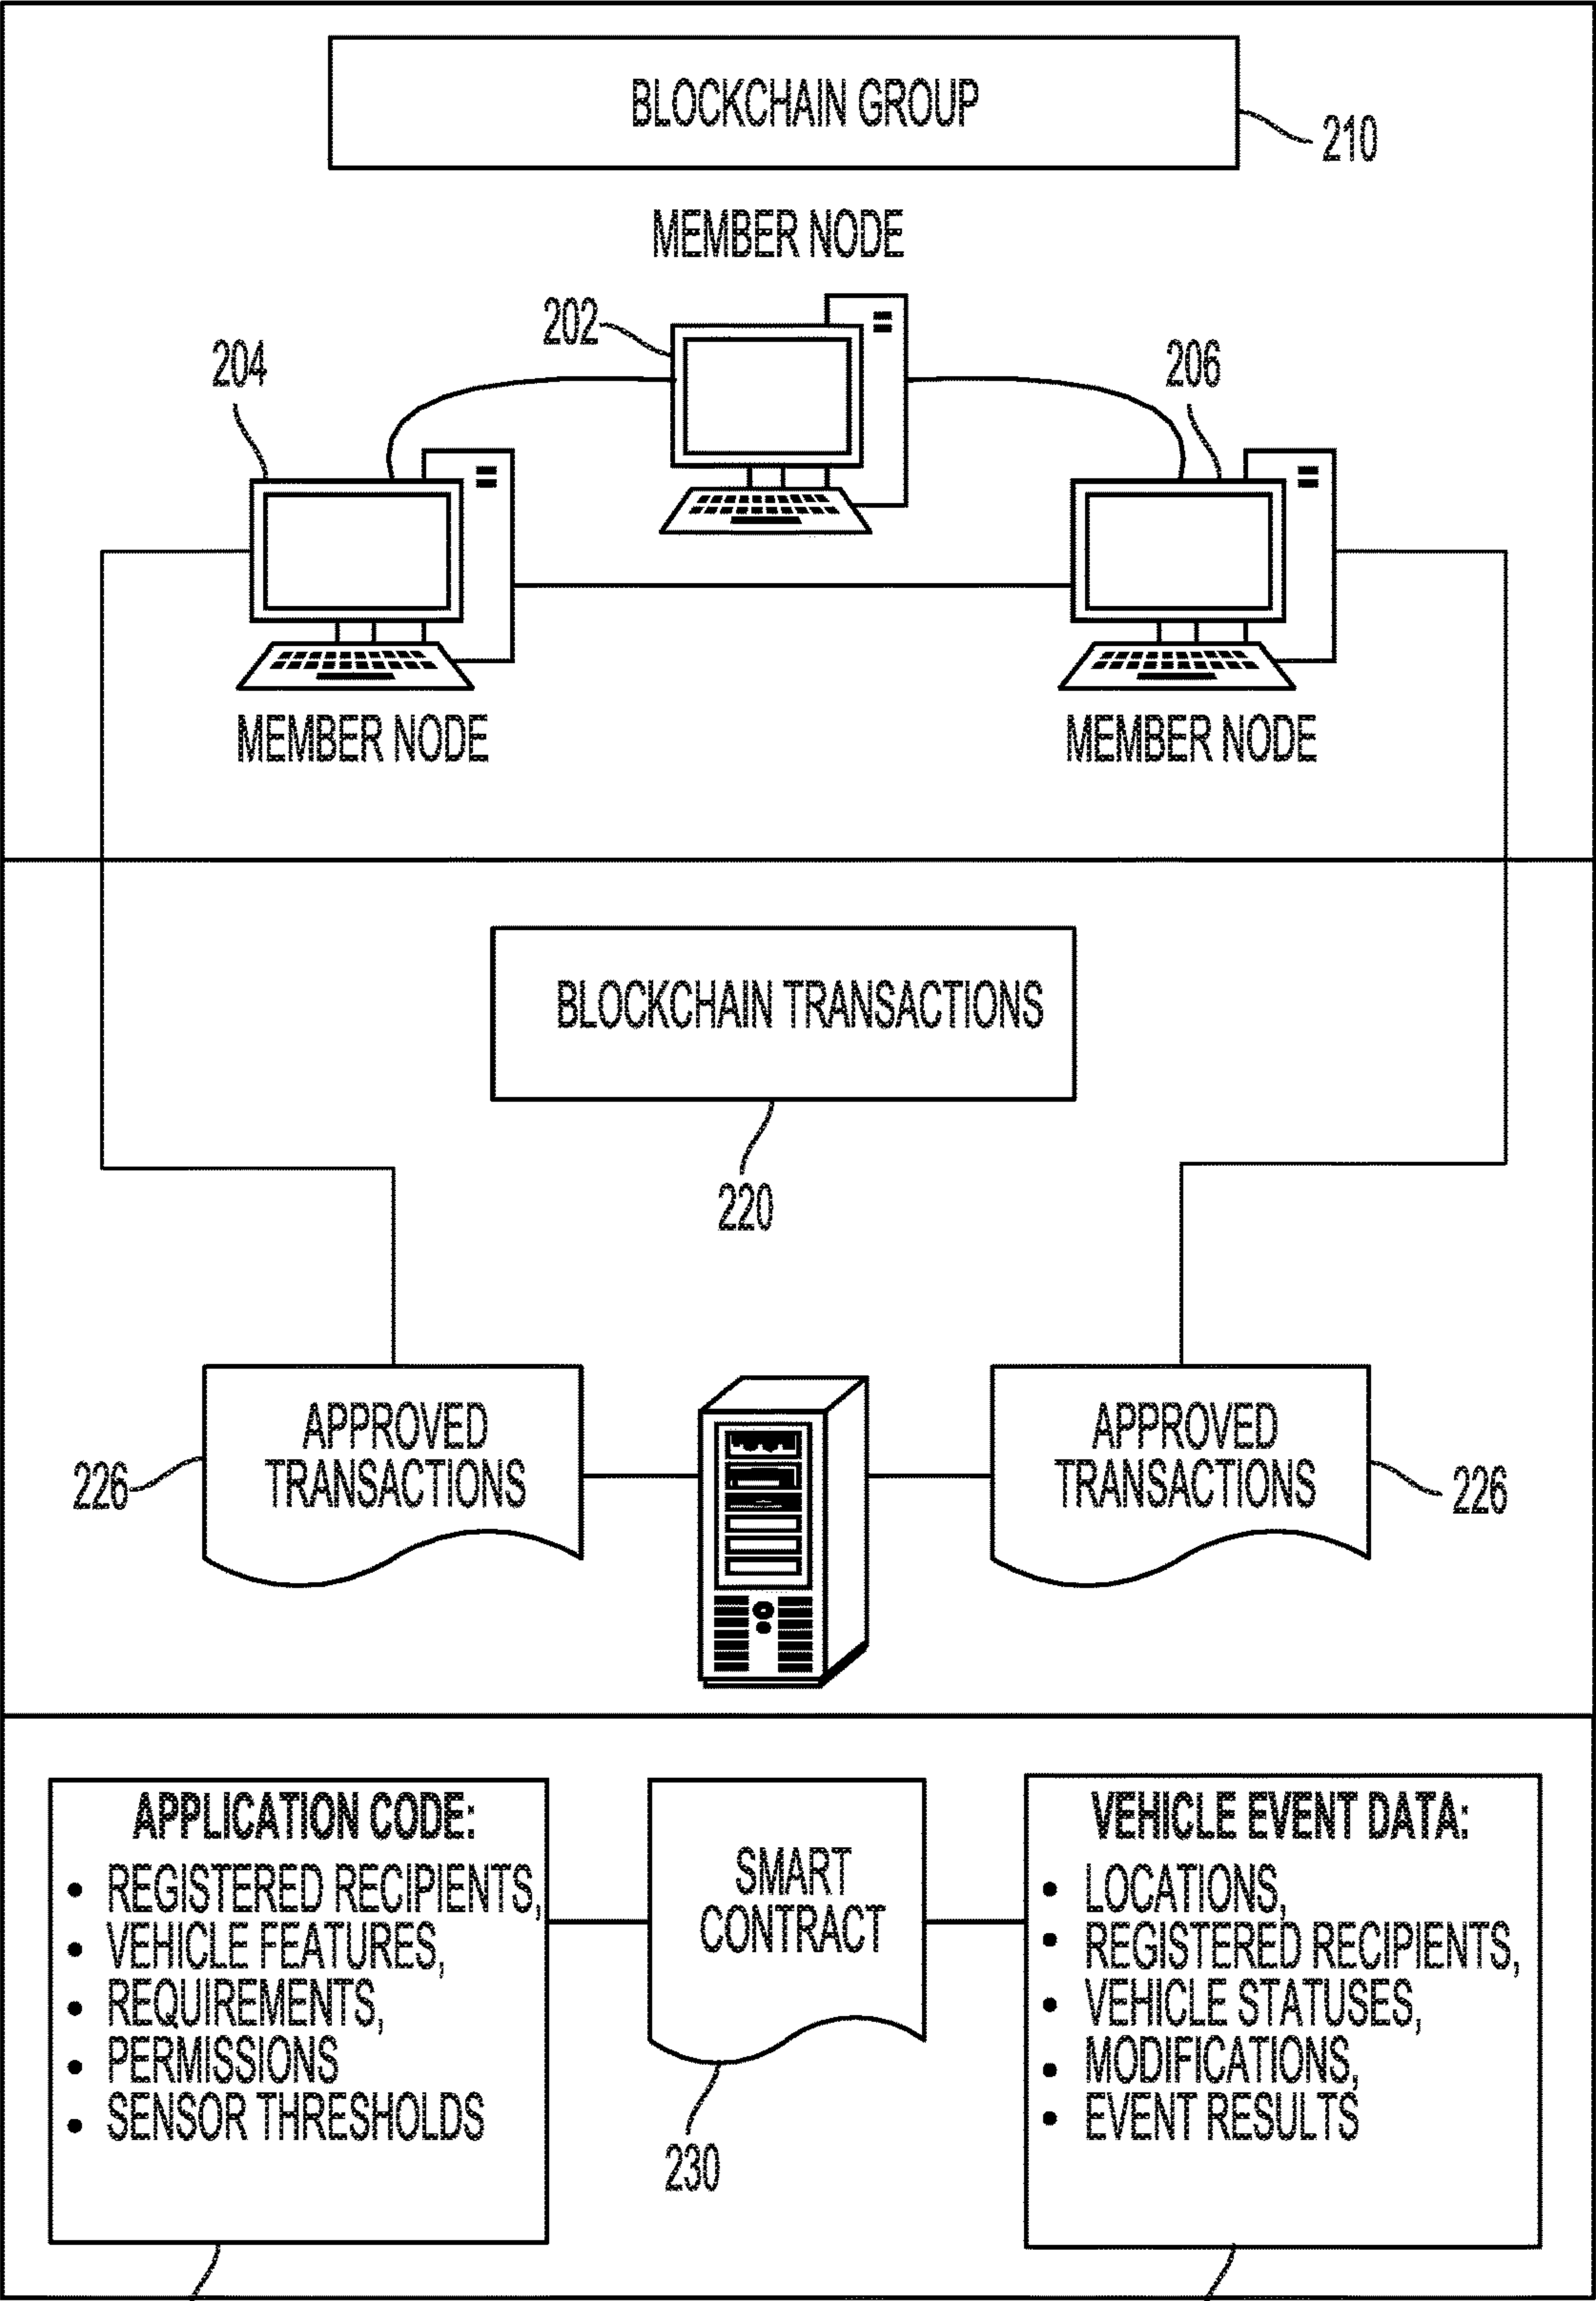 BLOCKCHAIN GROUP
210
MEMBER NODE
202
204
206
MEMBER NODE
MEMBER NODE
BLOCKCHAIN TRANSACTIONS
220
APPROVED
TRANSACTIONS
226
APPROVED
TRANSACTIONS
226
APPLICATION CODE:
• REGISTERED RECIPIENTS,
• VEHICLE FEATURES,
• REQUIREMENTS,
• PERMISSIONS
• SENSOR THRESHOLDS
SMART
CONTRACT
230
VEHICLE EVENT DATA:
• LOCATIONS,
• REGISTERED RECIPIENTS,
• VEHICLE STATUSES,
• MODIFICATIONS,
• EVENT RESULTS